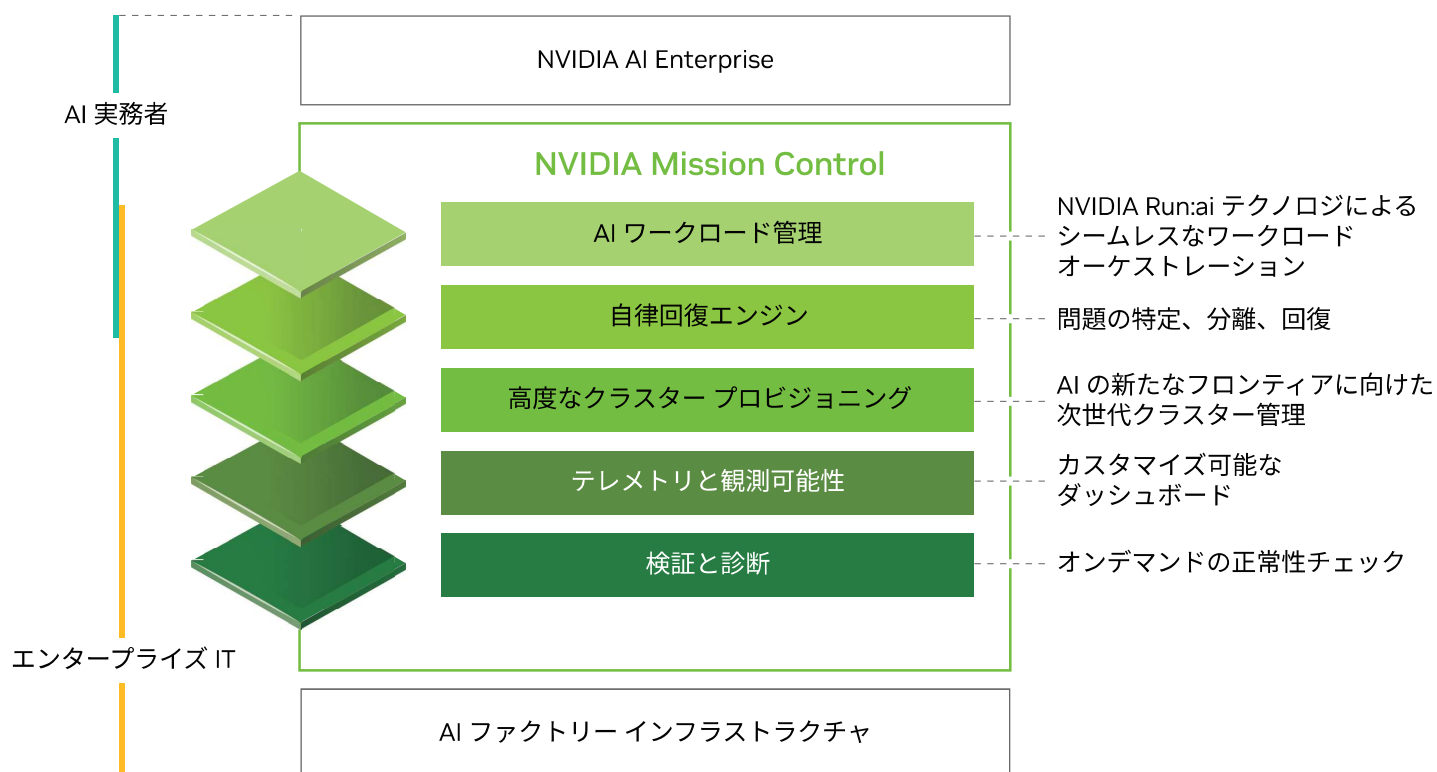 NVIDIA AI Enterprise
AI 実務者
NVIDIA Mission Control
AI ワークロード管理
NVIDIA Run:ai テクノロジによる
シームレスなワークロード
オーケストレーション
自律回復エンジン
問題の特定、分離、回復
高度なクラスター プロビジョニング
AI の新たなフロンティアに向けた
次世代クラスター管理
テレメトリと観測可能性
カスタマイズ可能な
ダッシュボード
検証と診断
オンデマンドの正常性チェック
エンタープライズ IT
AI ファクトリー インフラストラクチャ